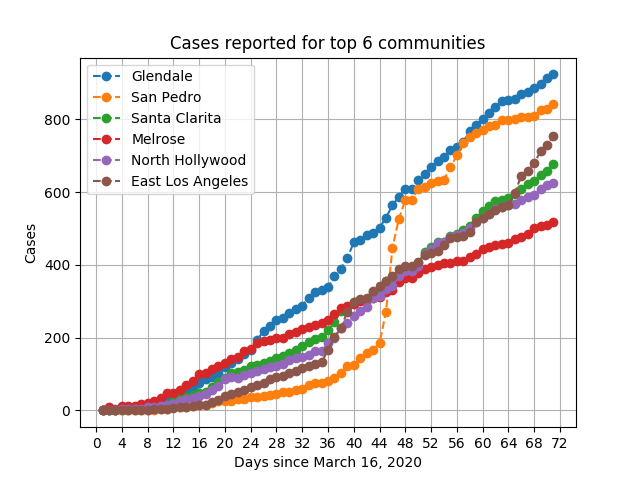 Cases reported for top 6 communities
Glendale
San Pedro
Santa Clarita
Melrose
North Hollywood
East Los Angeles
Cases
800
600
400
200
0
0 4 8 12 16 20 24 28 32 36 40 44 48 52 56 60 64 68 72
Days since March 16, 2020